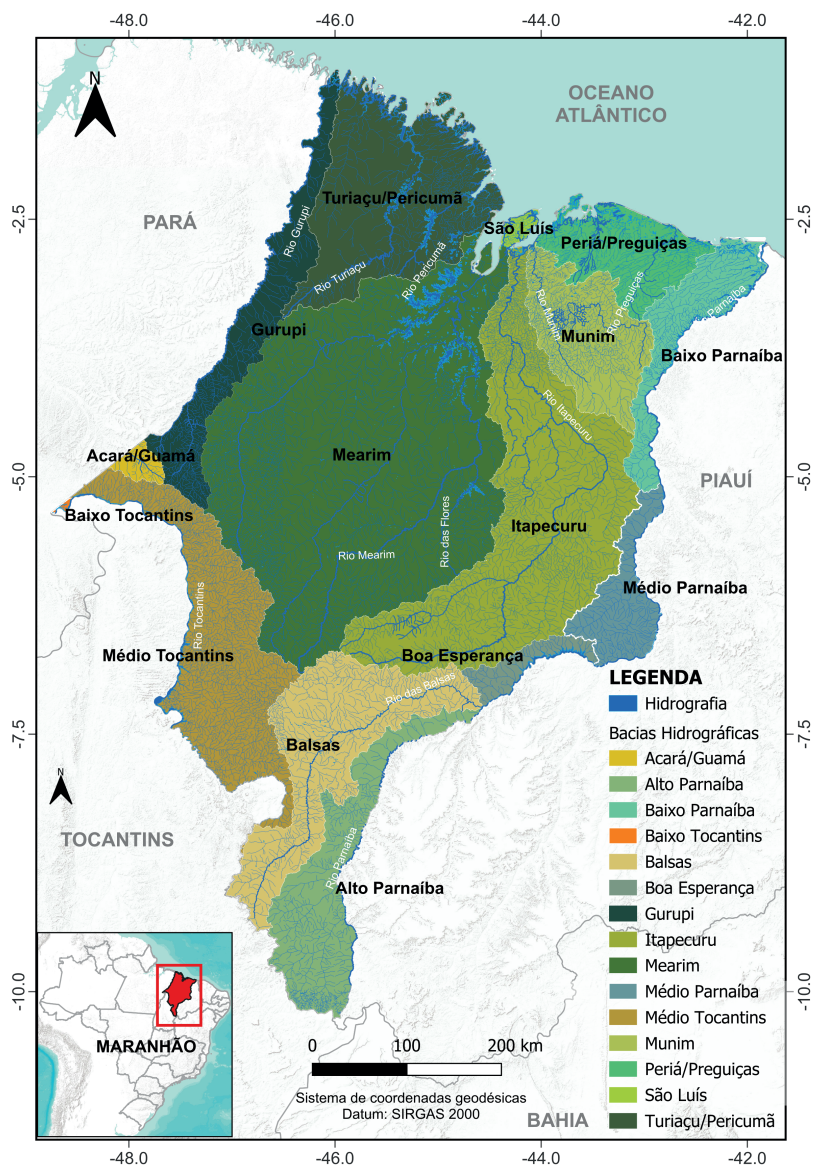 -48.0
-46.0
-44.0
-42.0
N
OCEANO
ATLÂNTICO
PARÁ
-2.5
-2.5
Turiaçu/Pericumã
São Luís
Periá/Preguiças
Rio Gurupi
Rio Turiaçu
Rio Pericumã
Rio Munim
Rio Preguiças
Parnaíba
Gurupi
Munim
Baixo Parnaíba
Rio Itapecuru
Acará/Guamá
Mearim
-5.0
-5.0
PIAUÍ
Baixo Tocantins
Itapecuru
Rio das Flores
Rio Mearim
Médio Parnaíba
Rio Tocantins
Médio Tocantins
Boa Esperança
Rio das Balsas
-7.5
-7.5
Balsas
N
TOCANTINS
Rio Parnaíba
Alto Parnaíba
LEGENDA
Hidrografia
Bacias Hidrográficas
Acará/Guamá
Alto Parnaíba
Baixo Parnaíba
Baixo Tocantins
Balsas
Boa Esperança
Gurupi
Itapecuru
Mearim
Médio Parnaíba
Médio Tocantins
Munim
Periá/Preguiças
São Luís
Turiaçu/Pericumã
-10.0
-10.0
MARANHÃO
0 100 200 km
Sistema de coordenadas geodésicas
Datum: SIRGAS 2000
BAHIA
-48.0
-46.0
-44.0
-42.0